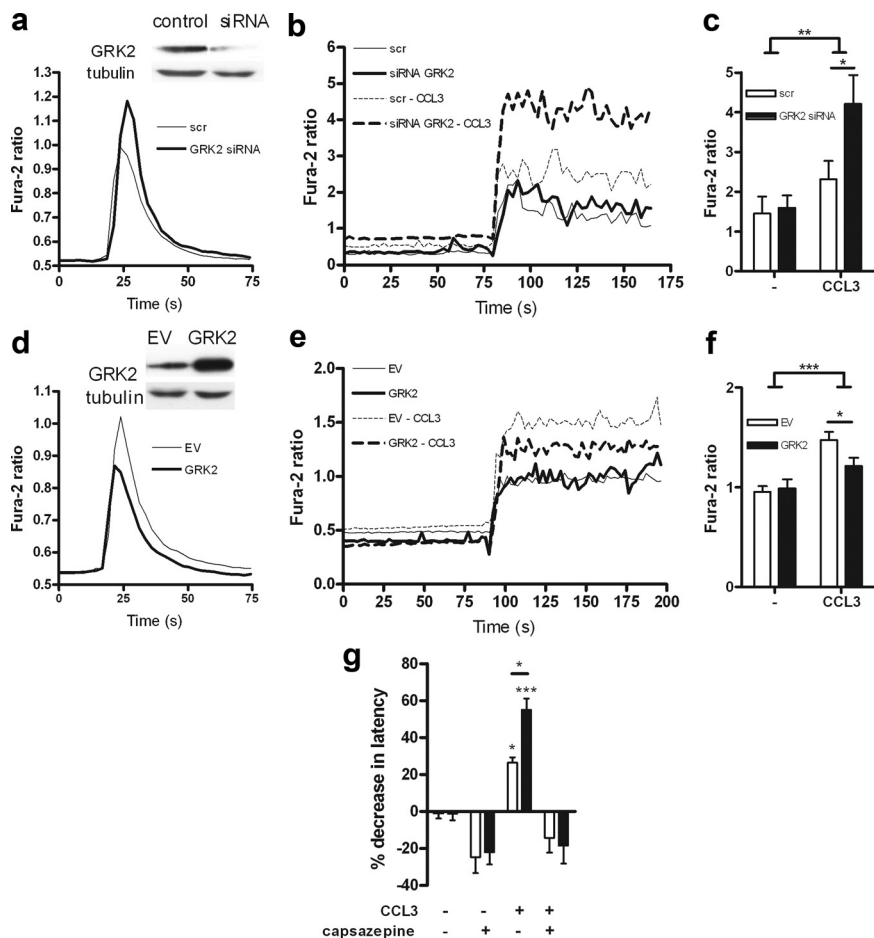 a
control siRNA
GRK2
tubulin
1.3
1.2
1.1
1.0
0.9
0.8
0.7
0.6
0.5
scr
GRK2 siRNA
Fura-2 ratio
0 25 50 75
Time (s)
b
6
5
4
3
2
1
0
scr
siRNA GRK2
scr - CCL3
siRNA GRK2 - CCL3
Fura-2 ratio
0 25 50 75 100 125 150 175
Time (s)
c
**
*
5
4
3
2
1
0
scr
GRK2 siRNA
Fura-2 ratio
- CCL3
d
EV GRK2
GRK2
tubulin
1.1
1.0
0.9
0.8
0.7
0.6
0.5
EV
GRK2
Fura-2 ratio
0 25 50 75
Time (s)
e
2.0
1.5
1.0
0.5
0.0
EV
GRK2
EV - CCL3
GRK2 - CCL3
Fura-2 ratio
0 25 50 75 100 125 150 175 200
Time (s)
f
***
*
2
1
0
EV
GRK2
Fura-2 ratio
- CCL3
g
80
60
40
20
0
-20
-40
% decrease in latency
*
***
*
CCL3 - - + +
capsazepine - + - +